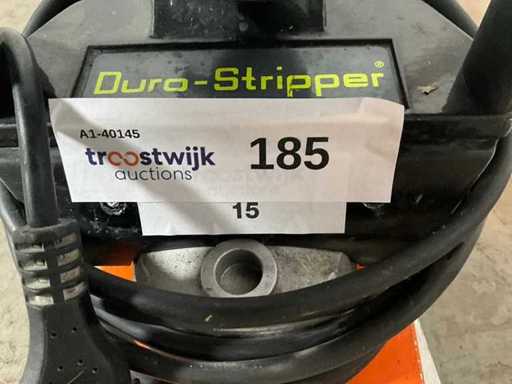 Duro-Stripper®
A1-40145
troostwijk
auctions
185
15